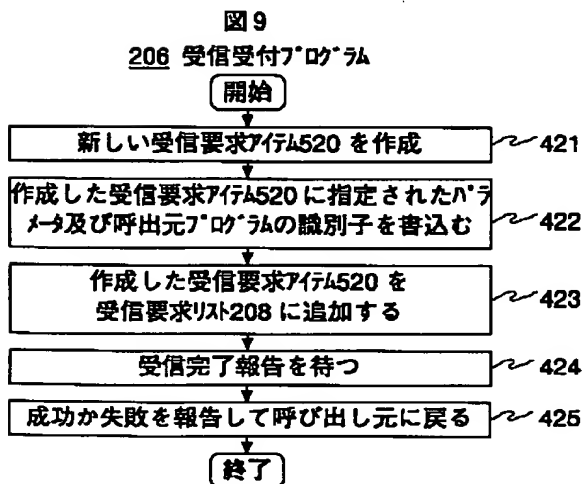 図9
206 受信受付ﾌﾟﾛｸﾞﾗﾑ
開始
新しい受信要求ｱｲﾃﾑ520を作成
421
作成した受信要求ｱｲﾃﾑ520に指定されたﾊﾟﾗ
ﾒｰﾀ及び呼出元ﾌﾟﾛｸﾞﾗﾑの識別子を書込む
422
作成した受信要求ｱｲﾃﾑ520を
受信要求ﾘｽﾄ208に追加する
423
受信完了報告を待つ
424
成功か失敗を報告して呼び出し元に戻る
425
終了